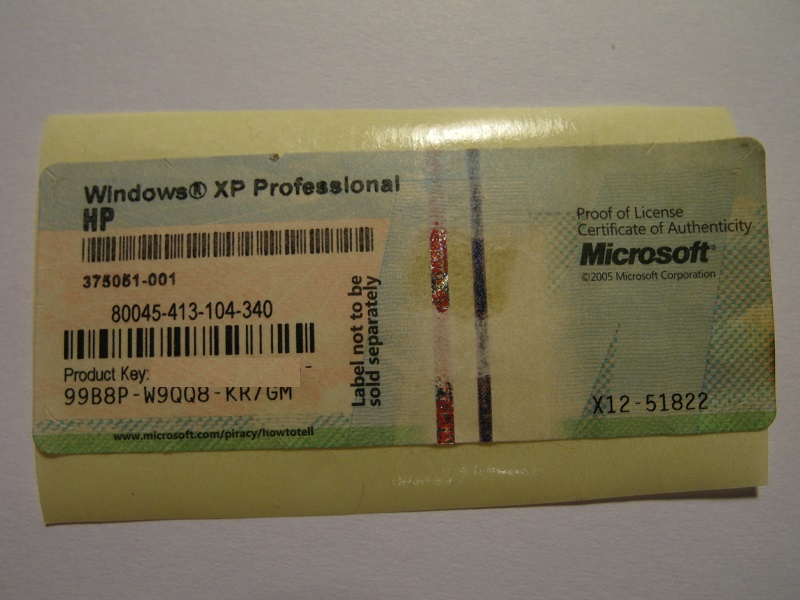 Windows® XP Professional
HP
375051-001
80045-413-104-340
Product Key:
99B8P-W9QQ8-KR7GM
www.microsoft.com/piracy/howtotell
Label not to be
sold separately
Proof of License
Certificate of Authenticity
Microsoft®
©2005 Microsoft Corporation
X12-51822